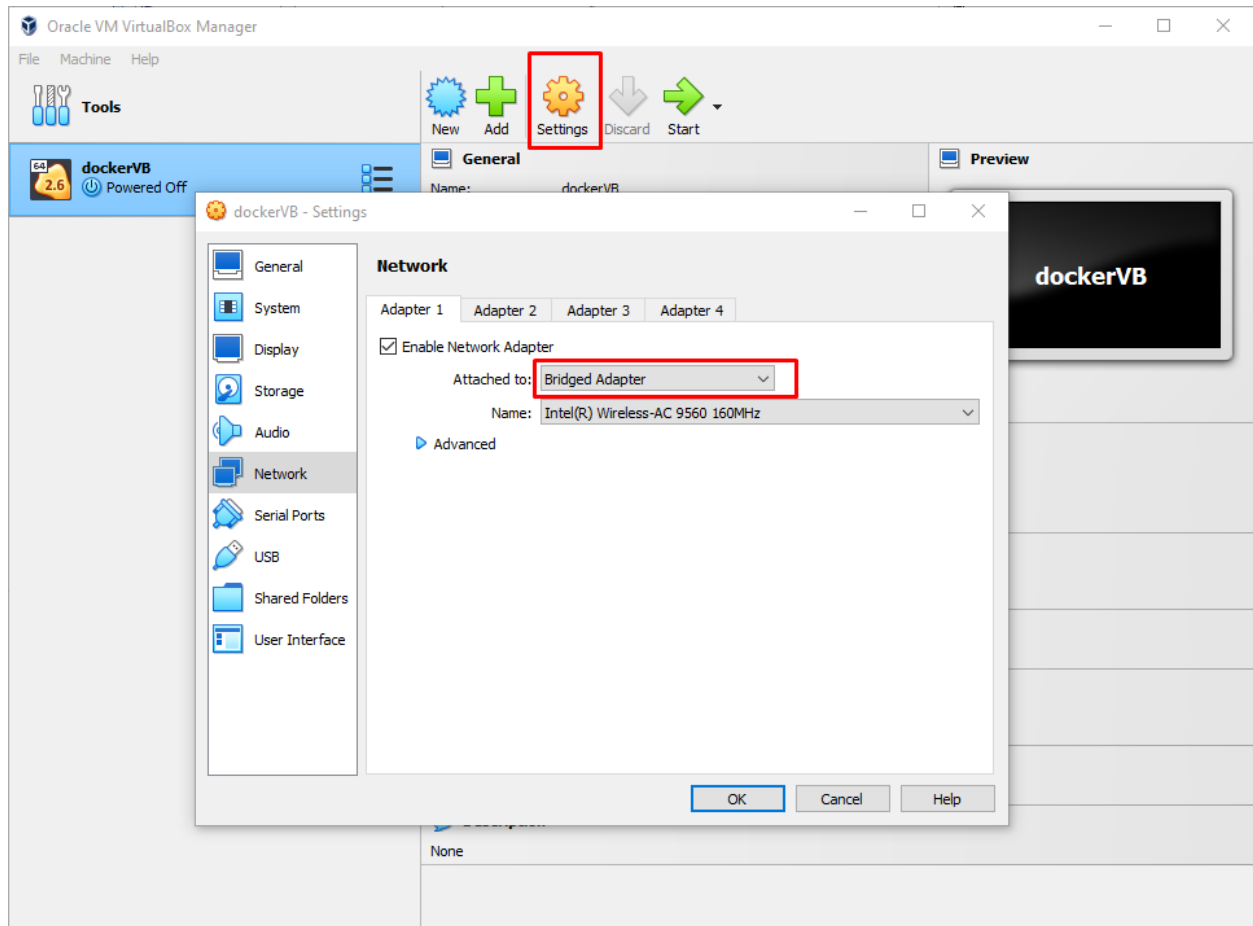 Oracle VM VirtualBox Manager
File Machine Help
Tools
New Add Settings Discard Start
64
2.6
dockerVB
Powered Off
General
Name: dockerVB
Preview
dockerVB
dockerVB - Settings
General
System
Display
Storage
Audio
Network
Serial Ports
USB
Shared Folders
User Interface
Network
Adapter 1 Adapter 2 Adapter 3 Adapter 4
Enable Network Adapter
Attached to: Bridged Adapter
Name: Intel(R) Wireless-AC 9560 160MHz
Advanced
OK Cancel Help
None